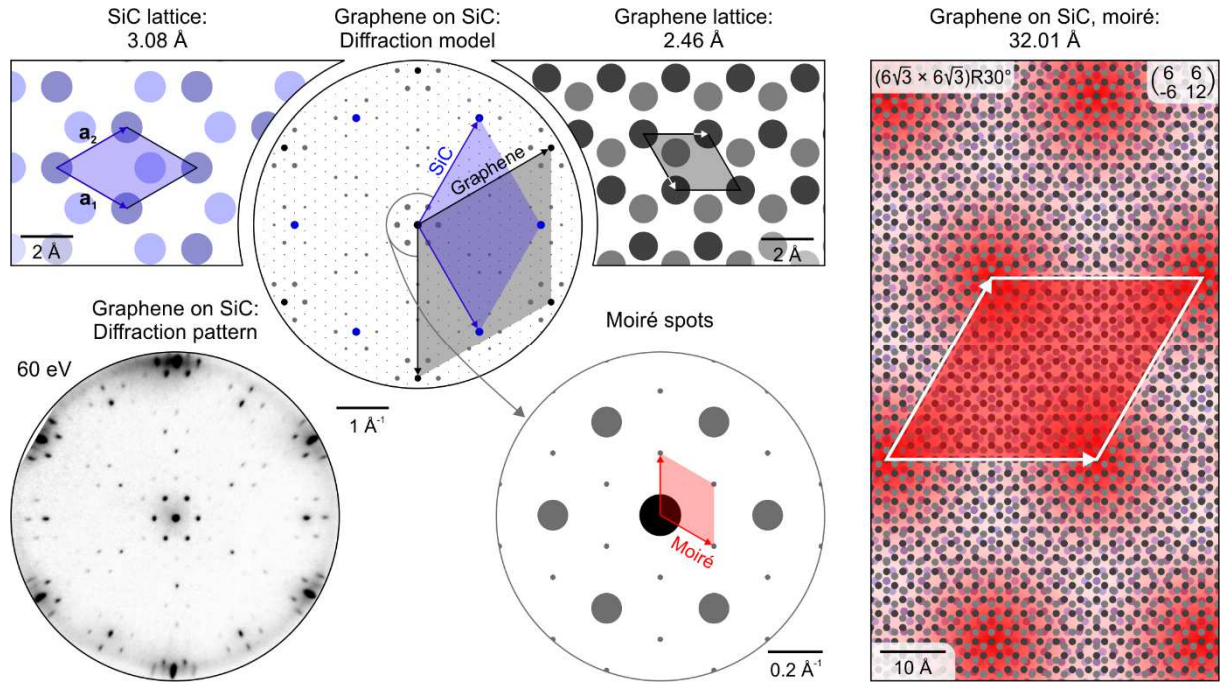 SiC lattice:
3.08 Å
a₂
a₁
2 Å
Graphene on SiC:
Diffraction model
SiC
Graphene
1 Å⁻¹
Graphene lattice:
2.46 Å
2 Å
Graphene on SiC:
Diffraction pattern
60 eV
Moiré spots
Moiré
0.2 Å⁻¹
Graphene on SiC, moiré:
32.01 Å
(6√3 × 6√3)R30°
(6 6
-6 12)
10 Å